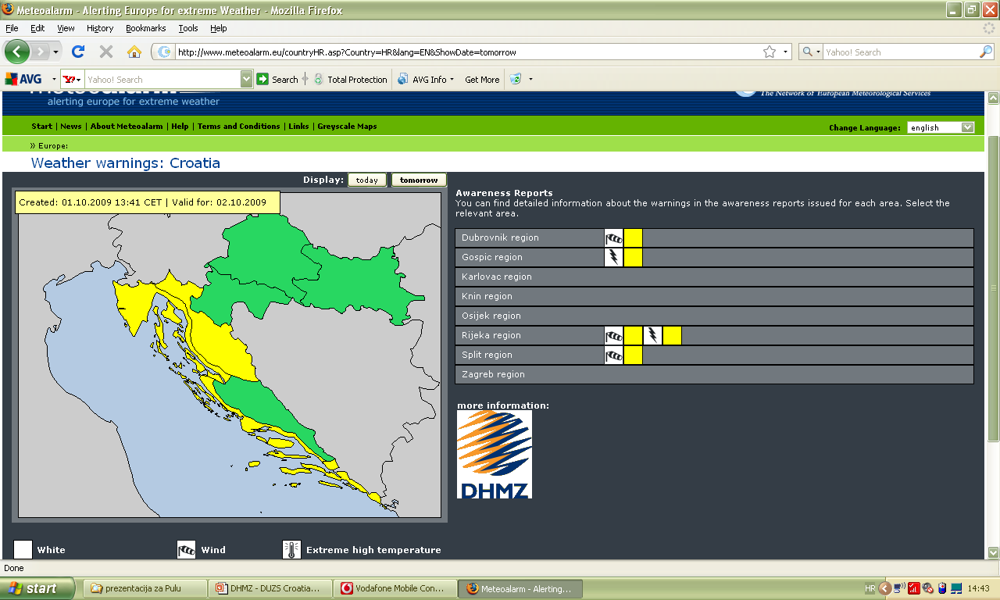 Meteoalarm - Alerting Europe for extreme Weather - Mozilla Firefox
File Edit View History Bookmarks Tools Help
http://www.meteoalarm.eu/countryHR.asp?Country=HR&lang=EN&ShowDate=tomorrow
Yahoo! Search
AVG Yahoo! Search Search Total Protection AVG Info Get More
alerting europe for extreme weather
The Network of European Meteorological Services
Start | News | About Meteoalarm | Help | Terms and Conditions | Links | Greyscale Maps
Change Language: english
» Europe:
Weather warnings: Croatia
Display: today tomorrow
Created: 01.10.2009 13:41 CET | Valid for: 02.10.2009
Awareness Reports
You can find detailed information about the warnings in the awareness reports issued for each area. Select the
relevant area.
Dubrovnik region
Gospic region
Karlovac region
Knin region
Osijek region
Rijeka region
Split region
Zagreb region
more information:
DHMZ
White Wind Extreme high temperature
Done
start prezentacija za Pulu DHMZ - DUZS Croatia... Vodafone Mobile Con... Meteoalarm - Alerting... HR 14:43